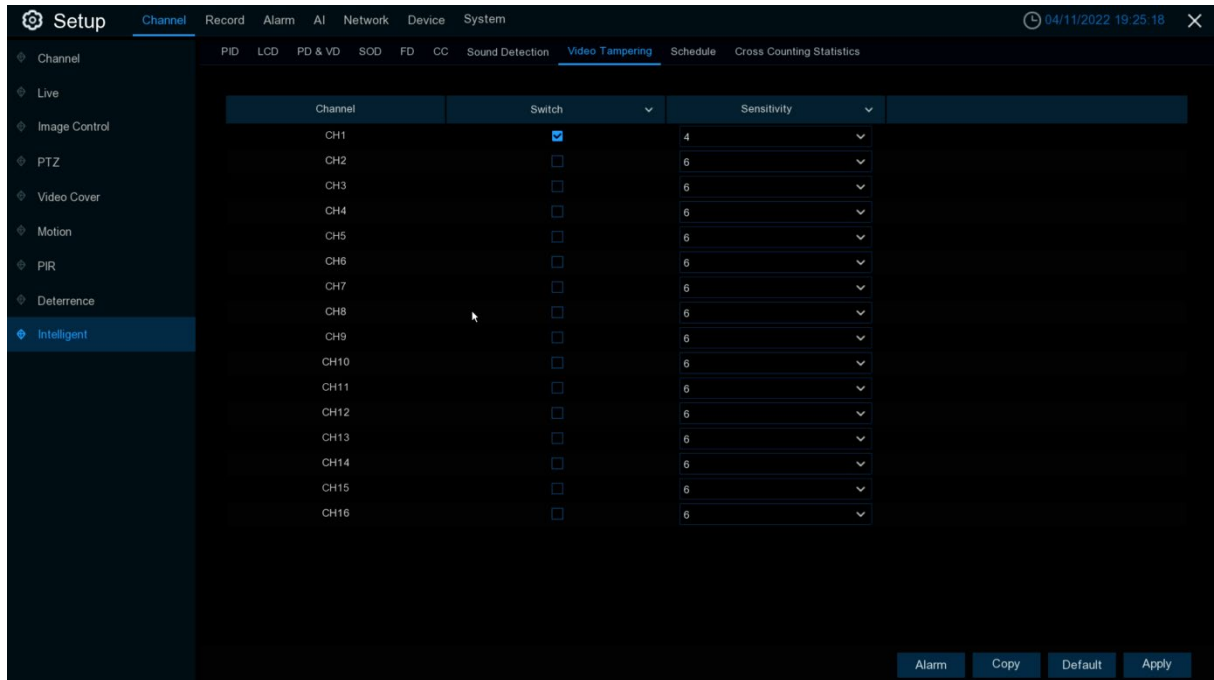 Setup Channel Record Alarm AI Network Device System 04/11/2022 19:25:18
PID LCD PD & VD SOD FD CC Sound Detection Video Tampering Schedule Cross Counting Statistics
Channel
Live
Image Control
PTZ
Video Cover
Motion
PIR
Deterrence
Intelligent
Channel Switch Sensitivity
CH1 4
CH2 6
CH3 6
CH4 6
CH5 6
CH6 6
CH7 6
CH8 6
CH9 6
CH10 6
CH11 6
CH12 6
CH13 6
CH14 6
CH15 6
CH16 6
Alarm Copy Default Apply